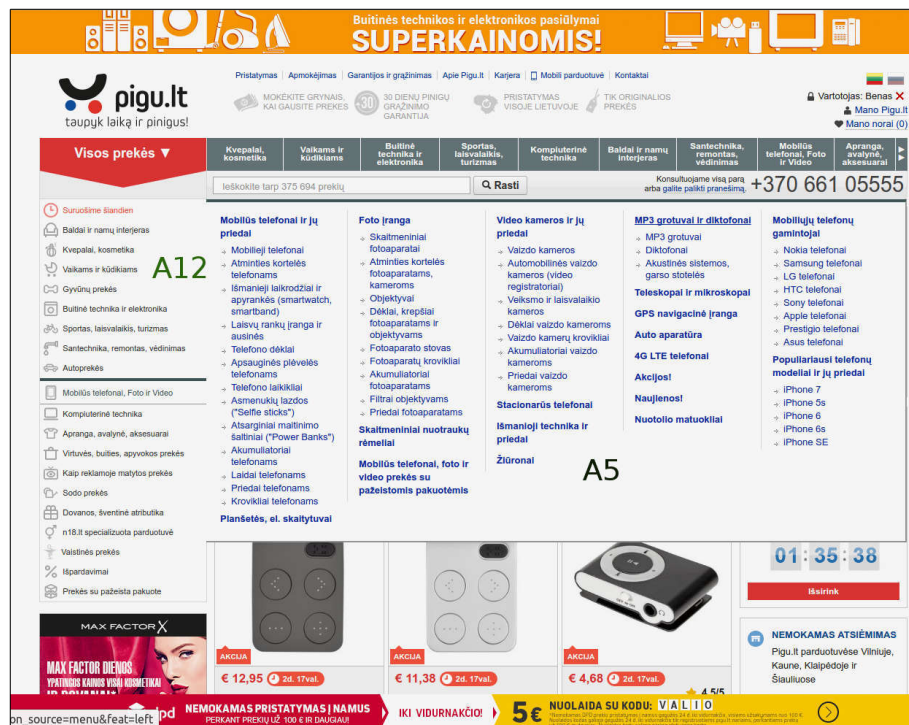 Buitinės technikos ir elektronikos pasiūlymai
SUPERKAINOMIS!
Pristatymas Apmokėjimas Garantijos ir grąžinimas Apie Pigu.lt Karjera Mobili parduotuvė Kontaktai
pigu.lt
taupyk laiką ir pinigus!
MOKĖKITE GRYNAIS,
KAI GAUSITE PREKES
+30
30 DIENŲ PINIGŲ
GRĄŽINIMO
GARANTIJA
PRISTATYMAS
VISOJE LIETUVOJE
TIK ORIGINALIOS
PREKĖS
Vartotojas: Benas
Mano Pigu.lt
Mano norai (0)
Visos prekės ▼
Kvepalai,
kosmetika
Vaikams ir
kūdikiams
Buitinė
technika ir
elektronika
Sportas,
laisvalaikis,
turizmas
Kompiuterinė
technika
Baldai ir namų
interjeras
Santechnika,
remontas,
vėdinimas
Mobilūs
telefonai, Foto
ir Video
Apranga,
avalynė,
aksesuarai
Ieškokite tarp 375 694 prekių
Rasti
Konsultuojame visą parą
arba galite palikti pranešimą.
+370 661 05555
Suruošime šiandien
Baldai ir namų interjeras
Kvepalai, kosmetika
Vaikams ir kūdikiams
Gyvūnų prekės
Buitinė technika ir elektronika
Sportas, laisvalaikis, turizmas
Santechnika, remontas, vėdinimas
Autoprekės
Mobilūs telefonai, Foto ir Video
Kompiuterinė technika
Apranga, avalynė, aksesuarai
Virtuvės, buities, apyvokos prekės
Kaip reklamoje matytos prekės
Sodo prekės
Dovanos, šventinė atributika
n18.lt specializuota parduotuvė
Vaistinės prekės
Išpardavimai
Prekės su pažeista pakuote
A12
Mobilūs telefonai ir jų
priedai
Mobilieji telefonai
Atminties kortelės
telefonams
Išmanieji laikrodžiai ir
apyrankės (smartwatch,
smartband)
Laisvų rankų įranga ir
ausinės
Telefono dėklai
Apsauginės plėvelės
telefonams
Telefono laikikliai
Asmenukių lazdos
("Selfie sticks")
Atsarginiai maitinimo
šaltiniai ("Power Banks")
Akumuliatoriai
telefonams
Laidai telefonams
Priedai telefonams
Krovikliai telefonams
Planšetės, el. skaitytuvai
Foto įranga
Skaitmeniniai
fotoaparatai
Atminties kortelės
fotoaparatams,
kameroms
Objektyvai
Dėklai, krepšiai
fotoaparatams ir
objektyvams
Fotoaparato stovas
Fotoaparatų krovikliai
Akumuliatoriai
fotoaparatams
Filtrai objektyvams
Priedai fotoaparatams
Skaitmeniniai nuotraukų
rėmeliai
Mobilūs telefonai, foto ir
video prekės su
pažeistomis pakuotėmis
Video kameros ir jų
priedai
Vaizdo kameros
Automobilinės vaizdo
kameros (video
registratoriai)
Veiksmo ir laisvalaikio
kameros
Dėklai vaizdo kameroms
Vaizdo kamerų krovikliai
Akumuliatoriai vaizdo
kameroms
Priedai vaizdo
kameroms
Stacionarūs telefonai
Išmanioji technika ir
priedai
Žiūronai
A5
MP3 grotuvai ir diktofonai
MP3 grotuvai
Diktofonai
Akustinės sistemos,
garso stotelės
Teleskopai ir mikroskopai
GPS navigacinė įranga
Auto aparatūra
4G LTE telefonai
Akcijos!
Naujienos!
Nuotolio matuokliai
Mobiliųjų telefonų
gamintojai
Nokia telefonai
Samsung telefonai
LG telefonai
HTC telefonai
Sony telefonai
Apple telefonai
Prestigio telefonai
Asus telefonai
Populiariausi telefonų
modeliai ir jų priedai
iPhone 7
iPhone 5s
iPhone 6
iPhone 6s
iPhone SE
AKCIJA
€ 12,95 2d. 17val.
AKCIJA
€ 11,38 2d. 17val.
AKCIJA
€ 4,68 2d. 17val.
4.5/5
01:35:38
Išsirink
NEMOKAMAS ATSIĖMIMAS
Pigu.lt parduotuvėse Vilniuje,
Kaune, Klaipėdoje ir
Šiauliuose
MAX FACTOR X
MAX FACTOR DIENOS
YPATINGOS KAINOS VISAI KOSMETIKAI
on_source=menu&feat=left
pd
NEMOKAMAS PRISTATYMAS Į NAMUS
PERKANT PREKIŲ UŽ 100 € IR DAUGIAU!
IKI VIDURNAKČIO!
5€
NUOLAIDA SU KODU: VALIO